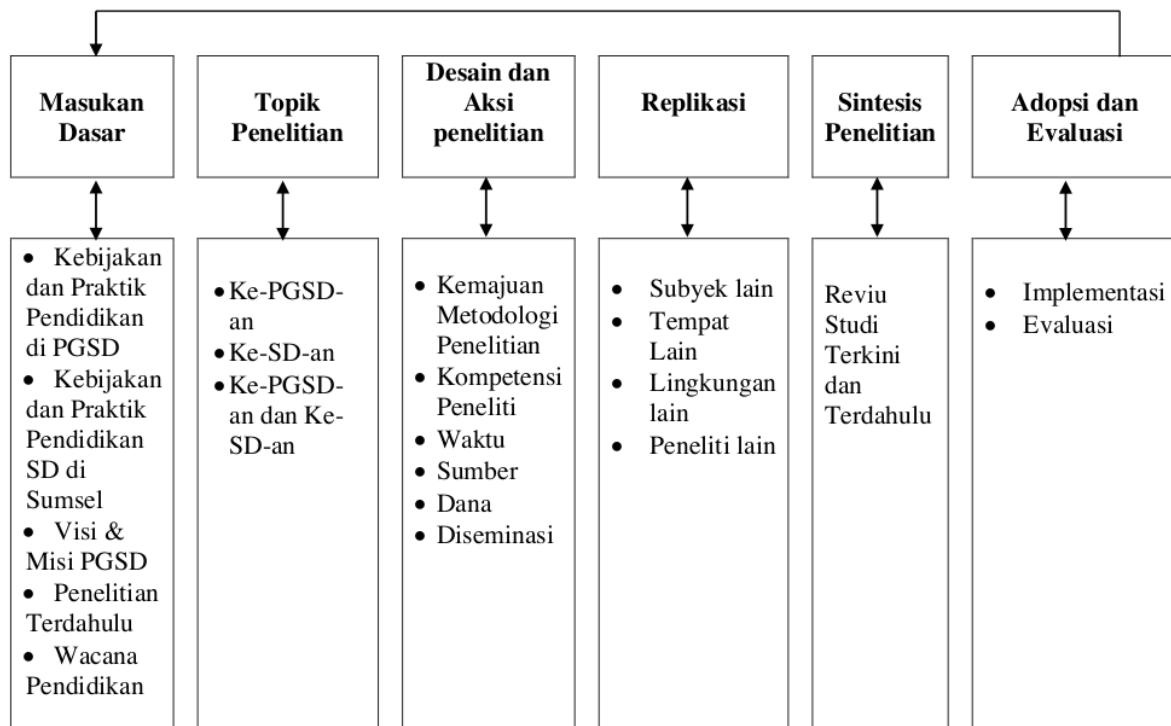 Masukan
Dasar
Topik
Penelitian
Desain dan
Aksi
penelitian
Replikasi
Sintesis
Penelitian
Adopsi dan
Evaluasi
• Kebijakan
dan Praktik
Pendidikan
di PGSD
• Kebijakan
dan Praktik
Pendidikan
SD di
Sumsel
• Visi &
Misi PGSD
• Penelitian
Terdahulu
• Wacana
Pendidikan
• Ke-PGSD-
an
• Ke-SD-an
• Ke-PGSD-
an dan Ke-
SD-an
• Kemajuan
Metodologi
Penelitian
• Kompetensi
Peneliti
• Waktu
• Sumber
• Dana
• Diseminasi
• Subyek lain
• Tempat
Lain
• Lingkungan
lain
• Peneliti lain
Reviu
Studi
Terkini
dan
Terdahulu
• Implementasi
• Evaluasi